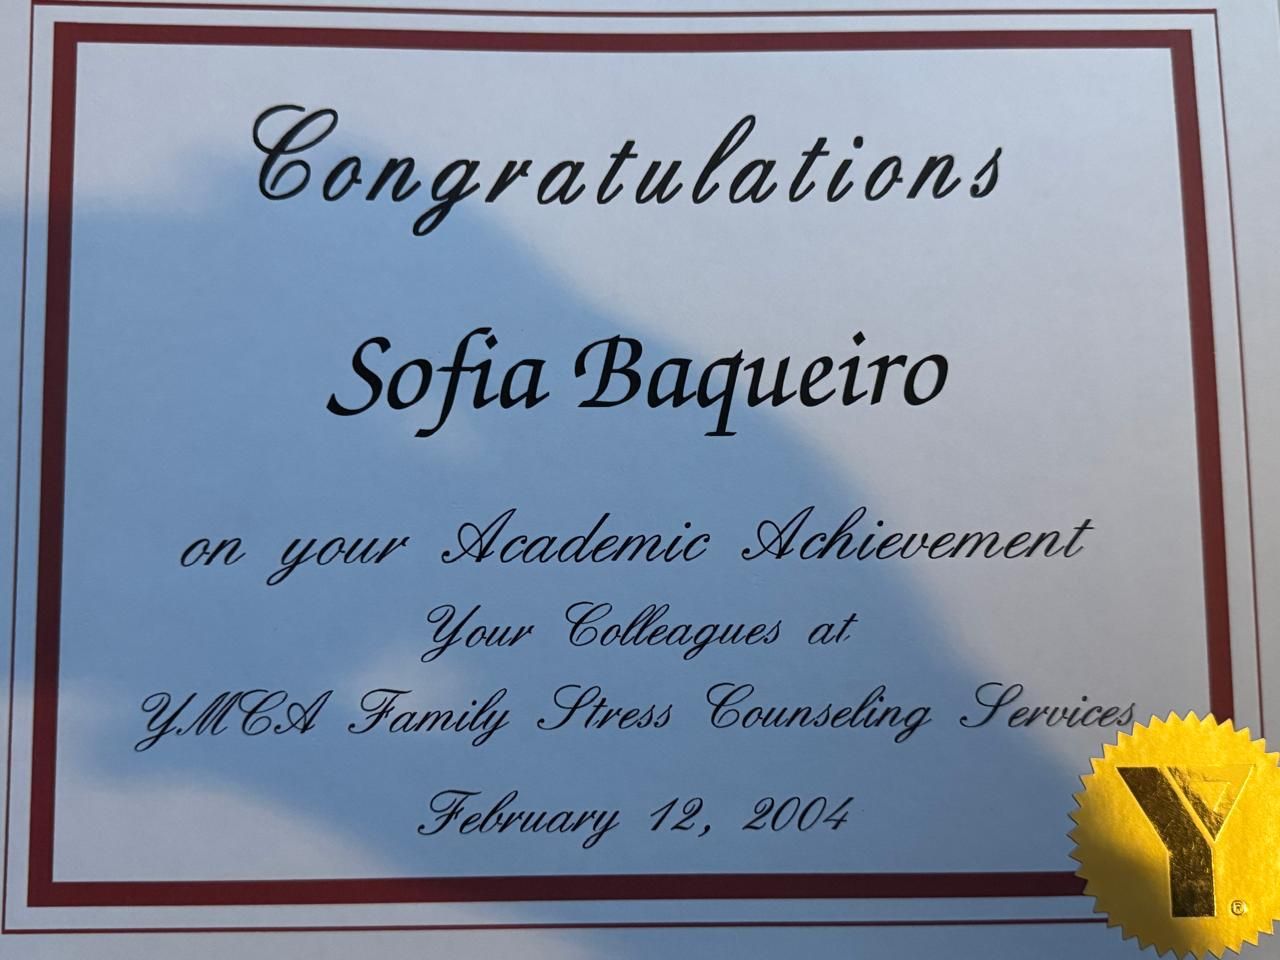 Congratulations
Sofia Baqueiro
on your Academic Achievement
Your Colleagues at
YMCA Family Stress Counseling Services
February 12, 2004
Y
®